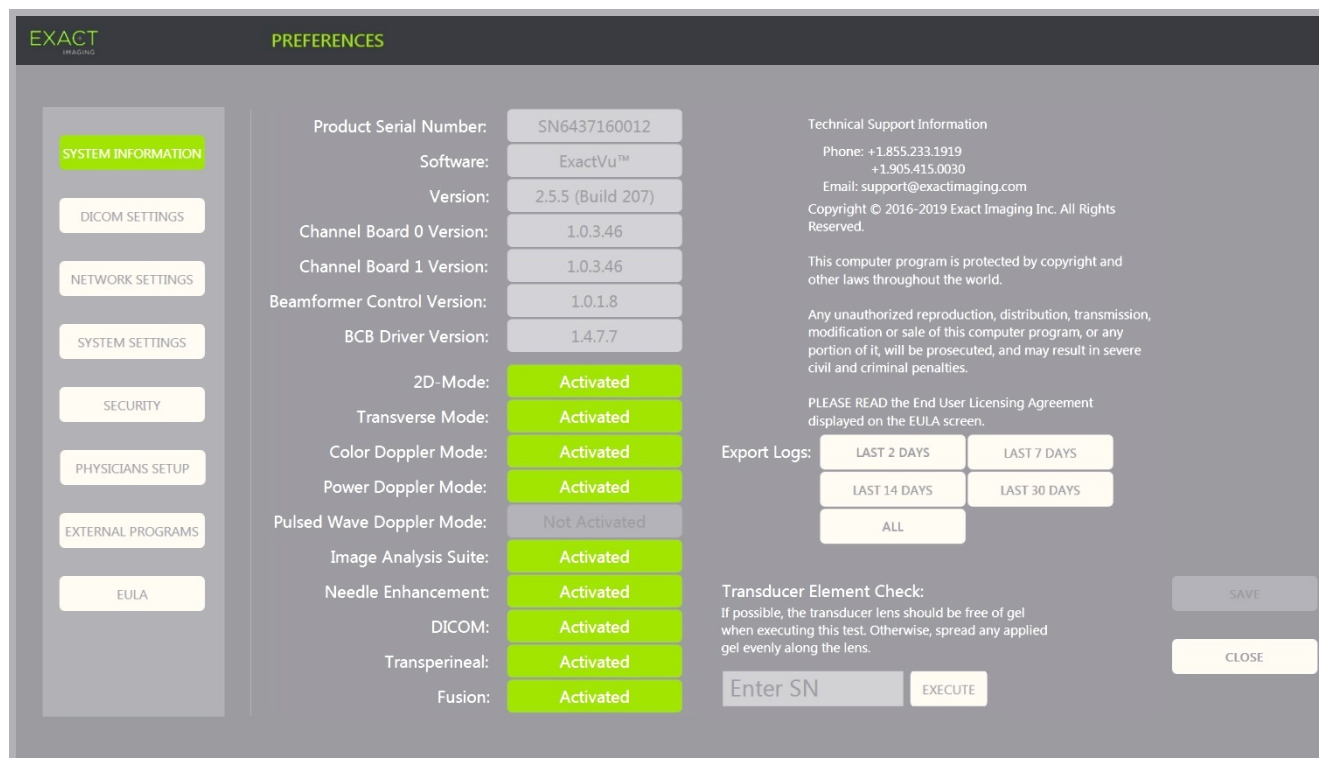 EXACT
IMAGING
PREFERENCES
SYSTEM INFORMATION
DICOM SETTINGS
NETWORK SETTINGS
SYSTEM SETTINGS
SECURITY
PHYSICIANS SETUP
EXTERNAL PROGRAMS
EULA
Product Serial Number: SN6437160012
Software: ExactVu™
Version: 2.5.5 (Build 207)
Channel Board 0 Version: 1.0.3.46
Channel Board 1 Version: 1.0.3.46
Beamformer Control Version: 1.0.1.8
BCB Driver Version: 1.4.7.7
2D-Mode: Activated
Transverse Mode: Activated
Color Doppler Mode: Activated
Power Doppler Mode: Activated
Pulsed Wave Doppler Mode: Not Activated
Image Analysis Suite: Activated
Needle Enhancement: Activated
DICOM: Activated
Transperineal: Activated
Fusion: Activated
Technical Support Information
Phone: +1.855.233.1919
+1.905.415.0030
Email: support@exactimaging.com
Copyright © 2016-2019 Exact Imaging Inc. All Rights
Reserved.
This computer program is protected by copyright and
other laws throughout the world.
Any unauthorized reproduction, distribution, transmission,
modification or sale of this computer program, or any
portion of it, will be prosecuted, and may result in severe
civil and criminal penalties.
PLEASE READ the End User Licensing Agreement
displayed on the EULA screen.
Export Logs: LAST 2 DAYS LAST 7 DAYS
LAST 14 DAYS LAST 30 DAYS
ALL
Transducer Element Check:
If possible, the transducer lens should be free of gel
when executing this test. Otherwise, spread any applied
gel evenly along the lens.
Enter SN EXECUTE
SAVE
CLOSE